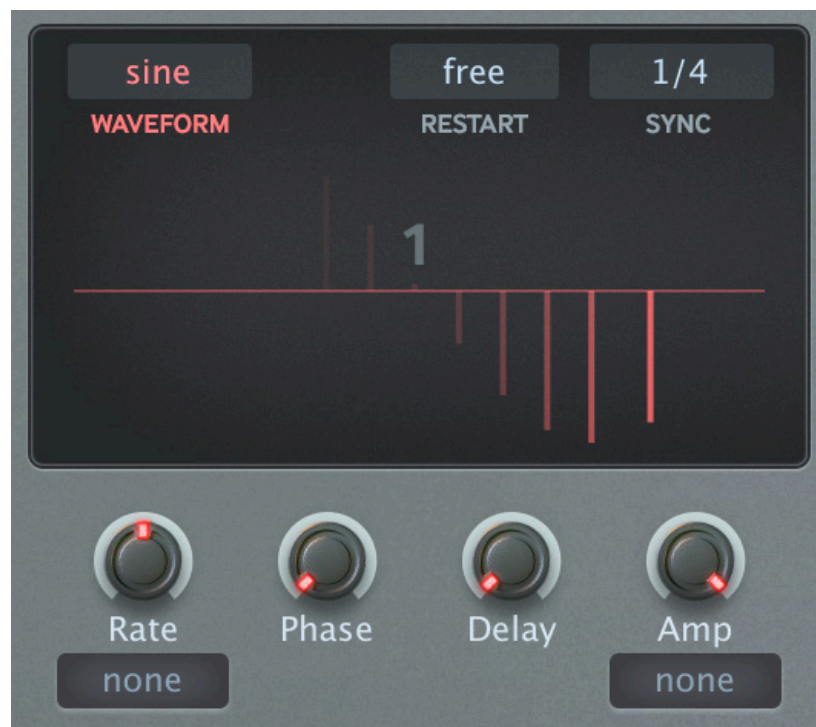 sine free 1/4
WAVEFORM RESTART SYNC
1
Rate Phase Delay Amp
none none